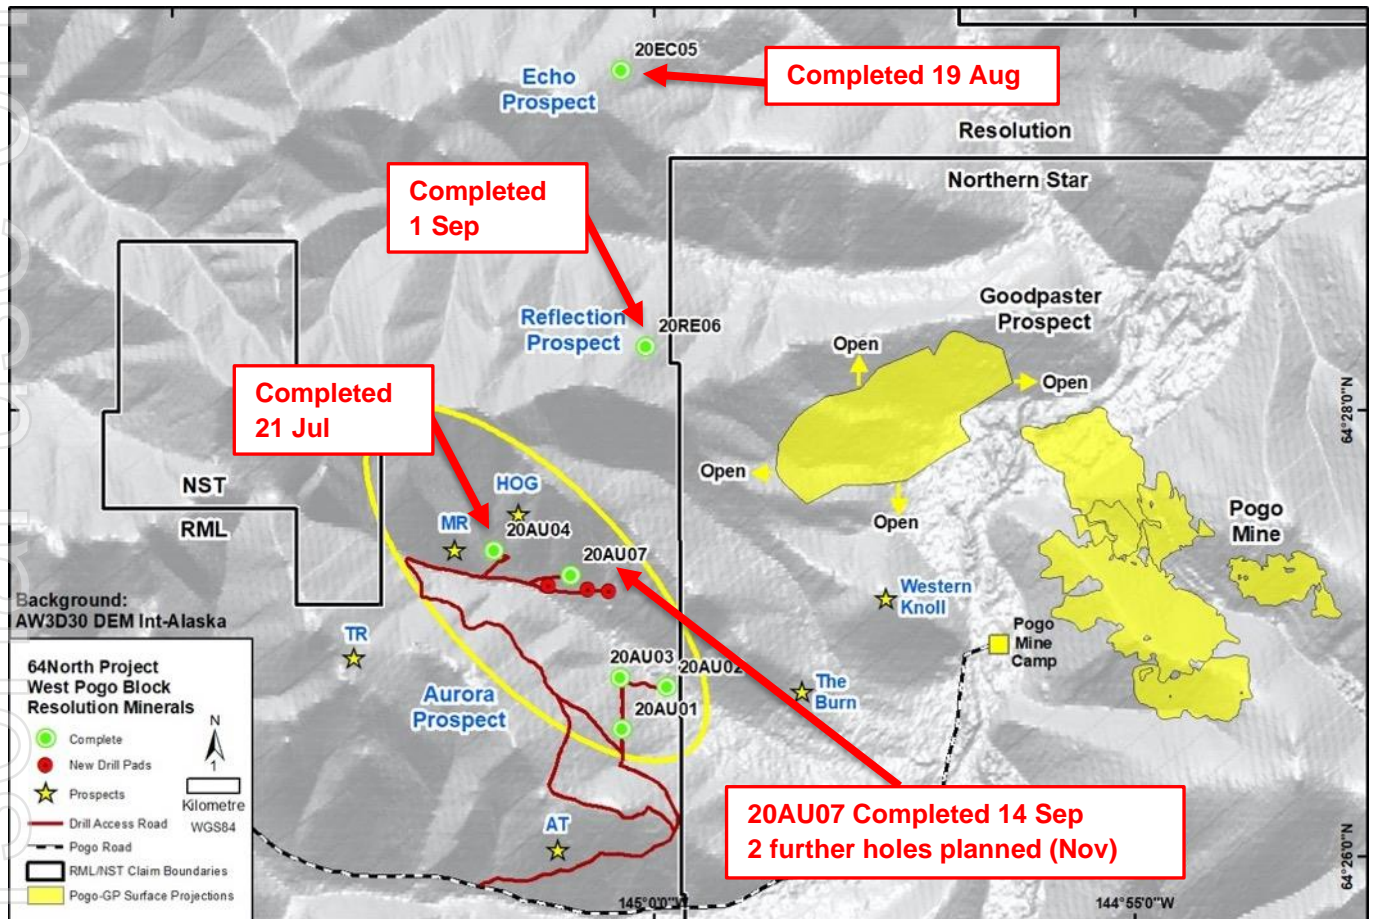 20EC05
Echo
Prospect
Completed 19 Aug
Resolution
Northern Star
Completed
1 Sep
Reflection
Prospect
20RE06
Goodpaster
Prospect
Open
Open
Open
Open
64°28'0"N
Completed
21 Jul
NST
RML
HOG
MR
20AU04
20AU07
Pogo
Mine
Western
Knoll
Pogo
Mine
Camp
TR
20AU03
20AU02
20AU01
Aurora
Prospect
The
Burn
AT
20AU07 Completed 14 Sep
2 further holes planned (Nov)
64°26'0"N
145°0'0"W
144°55'0"W
Background:
AW3D30 DEM Int-Alaska
64North Project
West Pogo Block
Resolution Minerals
N
1
Kilometre
WGS84
Complete
New Drill Pads
Prospects
Drill Access Road
Pogo Road
RML/NST Claim Boundaries
Pogo-GP Surface Projections